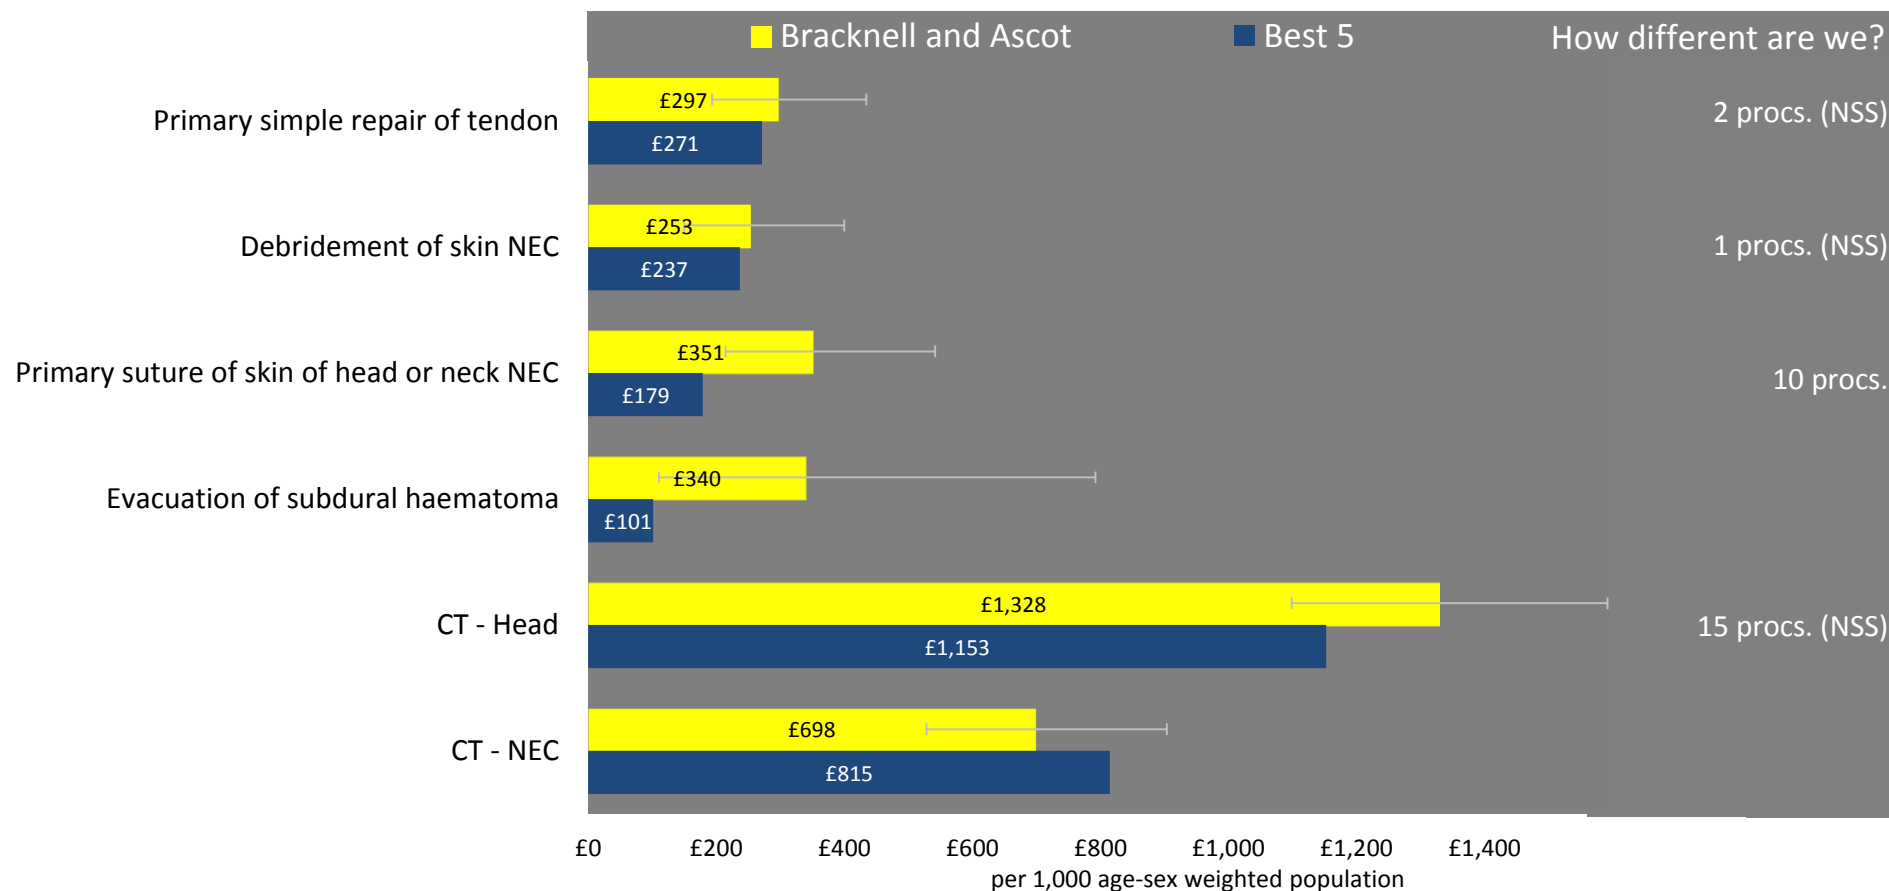 Bracknell and Ascot
Best 5
How different are we?
Primary simple repair of tendon
£297
£271
2 procs. (NSS)
Debridement of skin NEC
£253
£237
1 procs. (NSS)
Primary suture of skin of head or neck NEC
£351
£179
10 procs.
Evacuation of subdural haematoma
£340
£101
CT - Head
£1,328
£1,153
15 procs. (NSS)
CT - NEC
£698
£815
£0 £200 £400 £600 £800 £1,000 £1,200 £1,400
per 1,000 age-sex weighted population